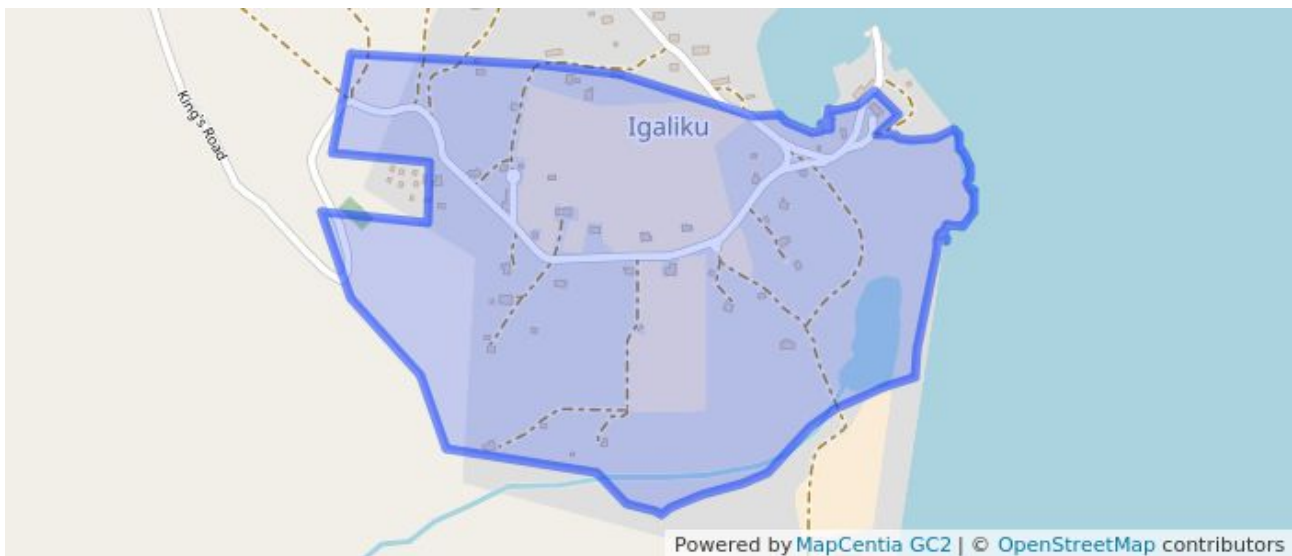 Igaliku
King's Road
Powered by MapCentia GC2 | © OpenStreetMap contributors